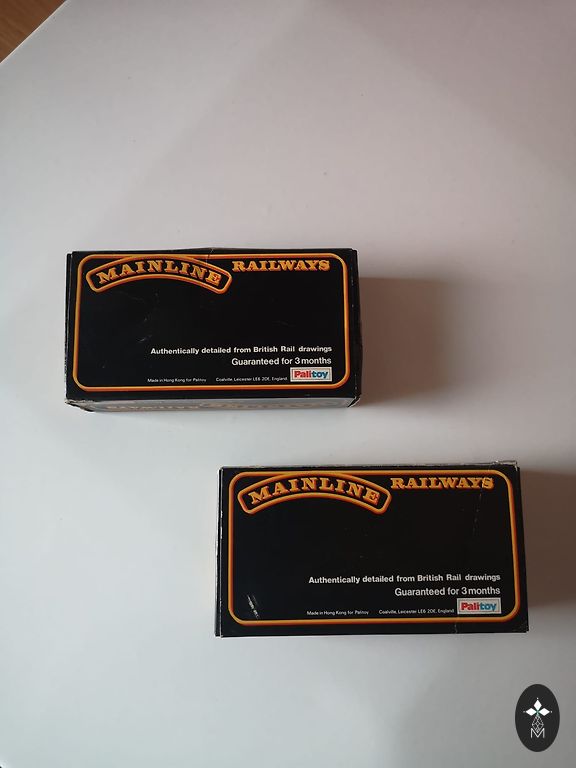 MAINLINE RAILWAYS
Authentically detailed from British Rail drawings
Guaranteed for 3 months
Made in Hong Kong for Palitoy Coalville, Leicester LE6 2DE, England Palitoy
MAINLINE RAILWAYS
Authentically detailed from British Rail drawings
Guaranteed for 3 months
Made in Hong Kong for Palitoy Coalville, Leicester LE6 2DE, England Palitoy
M